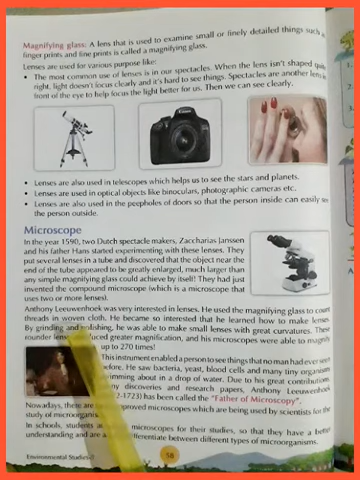 Magnifying glass: A lens that is used to examine small or finely detailed things such
finger prints and fine prints is called a magnifying glass.
Lenses are used for various purpose like:
• The most common use of lenses is in our spectacles. When the lens isn't shaped quite
right, light doesn't focus clearly and it's hard to see things. Spectacles are another lens in
front of the eye to help focus the light better for us. Then we can see clearly.
• Lenses are also used in telescopes which helps us to see the stars and planets.
• Lenses are used in optical objects like binoculars, photographic cameras etc.
• Lenses are also used in the peepholes of doors so that the person inside can easily see
the person outside.
Microscope
In the year 1590, two Dutch spectacle makers, Zaccharias Janssen
and his father Hans started experimenting with these lenses. They
put several lenses in a tube and discovered that the object near the
end of the tube appeared to be greatly enlarged, much larger than
any simple magnifying glass could achieve by itself! They had just
invented the compound microscope (which is a microscope that
uses two or more lenses).
Anthony Leeuwenhoek was very interested in lenses. He used the magnifying glass to count
threads in woven cloth. He became so interested that he learned how to make lenses.
By grinding and polishing, he was able to make small lenses with great curvatures. These
rounder lenses produced greater magnification, and his microscopes were able to magnify
up to 270 times!
This instrument enabled a person to see things that no man had ever seen
before. He saw bacteria, yeast, blood cells and many tiny organisms
swimming about in a drop of water. Due to his great contributions,
many discoveries and research papers, Anthony Leeuwenhoek
2-1723) has been called the "Father of Microscopy".
Nowadays, there are improved microscopes which are being used by scientists for the
study of microorganisms
In schools, students a microscopes for their studies, so that they have a better
understanding and are a differentiate between different types of microorganisms.
Environmental Studies-
58